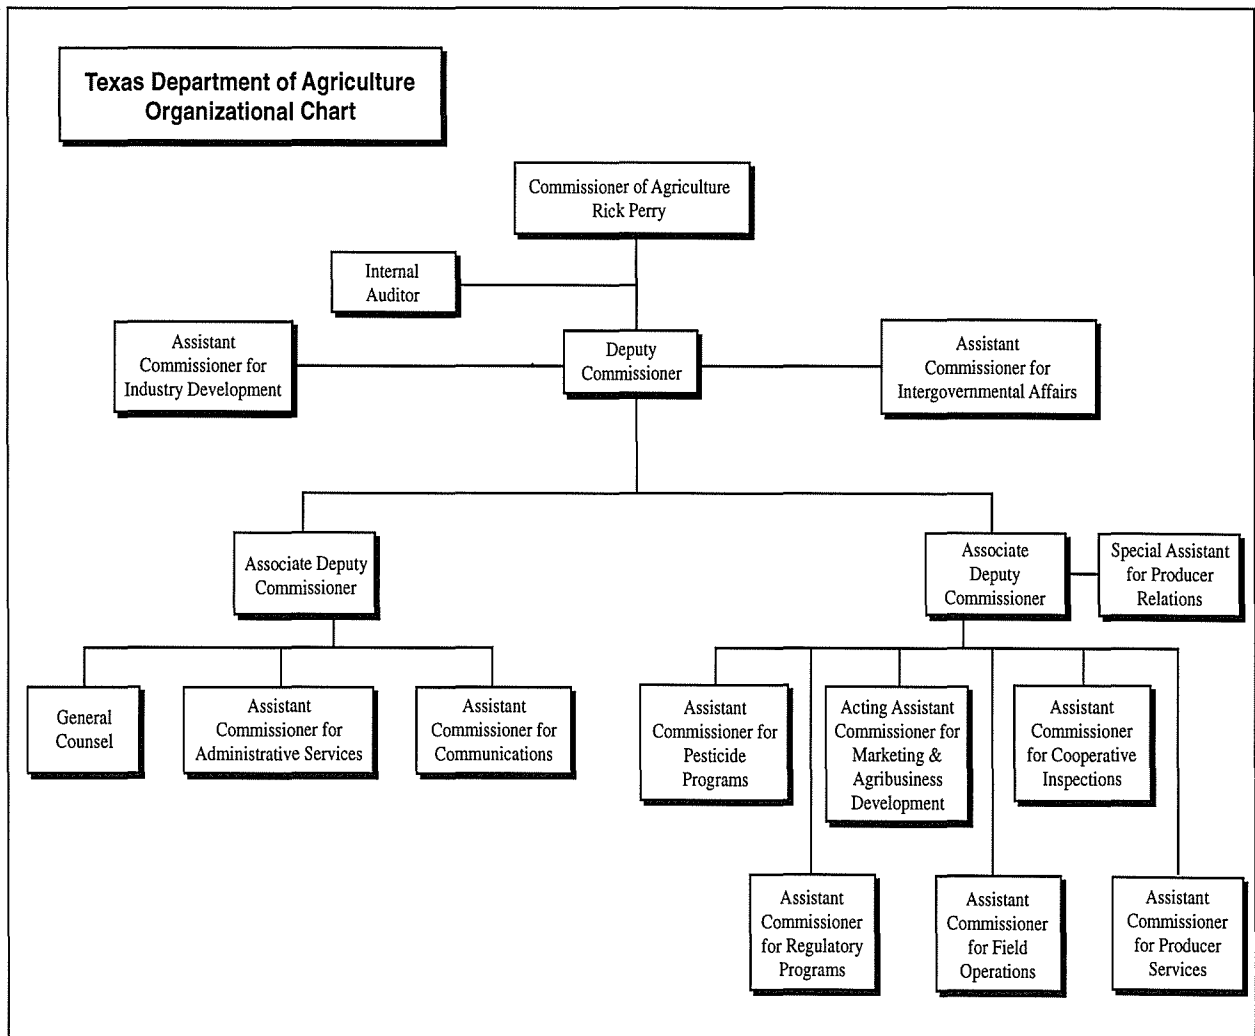 Texas Department of Agriculture
Organizational Chart
Commissioner of Agriculture
Rick Perry
Internal
Auditor
Assistant
Commissioner for
Industry Development
Deputy
Commissioner
Assistant
Commissioner for
Intergovernmental Affairs
Associate Deputy
Commissioner
Associate
Deputy
Commissioner
Special Assistant
for Producer
Relations
General
Counsel
Assistant
Commissioner for
Administrative Services
Assistant
Commissioner for
Communications
Assistant
Commissioner for
Pesticide
Programs
Acting Assistant
Commissioner for
Marketing &
Agribusiness
Development
Assistant
Commissioner
for Cooperative
Inspections
Assistant
Commissioner
for Regulatory
Programs
Assistant
Commissioner
for Field
Operations
Assistant
Commissioner
for Producer
Services